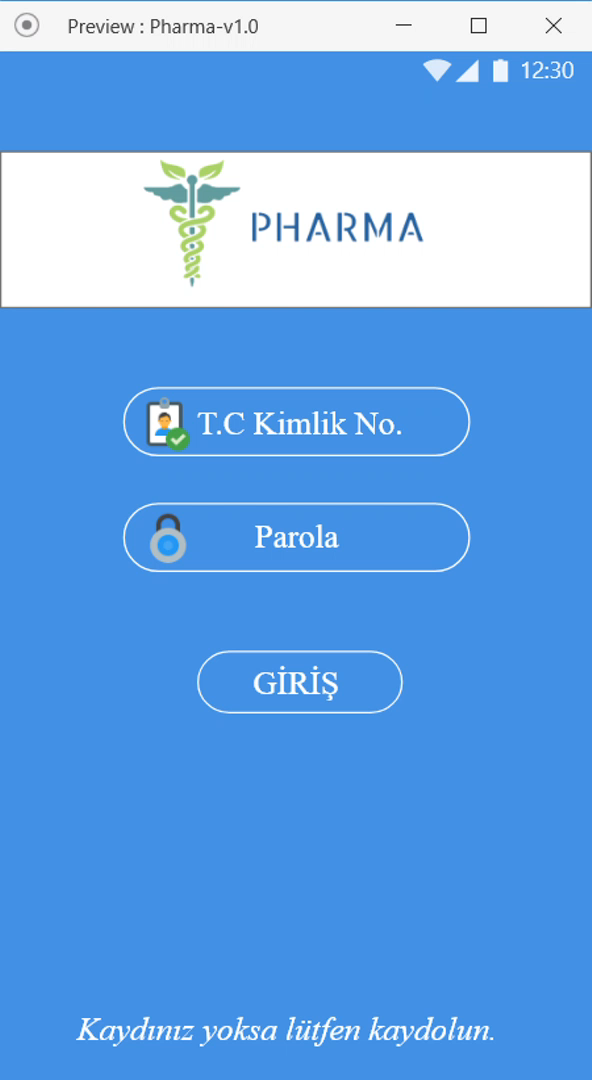 Preview : Pharma-v1.0
12:30
PHARMA
T.C Kimlik No.
Parola
GİRİŞ
Kaydınız yoksa lütfen kaydolun.